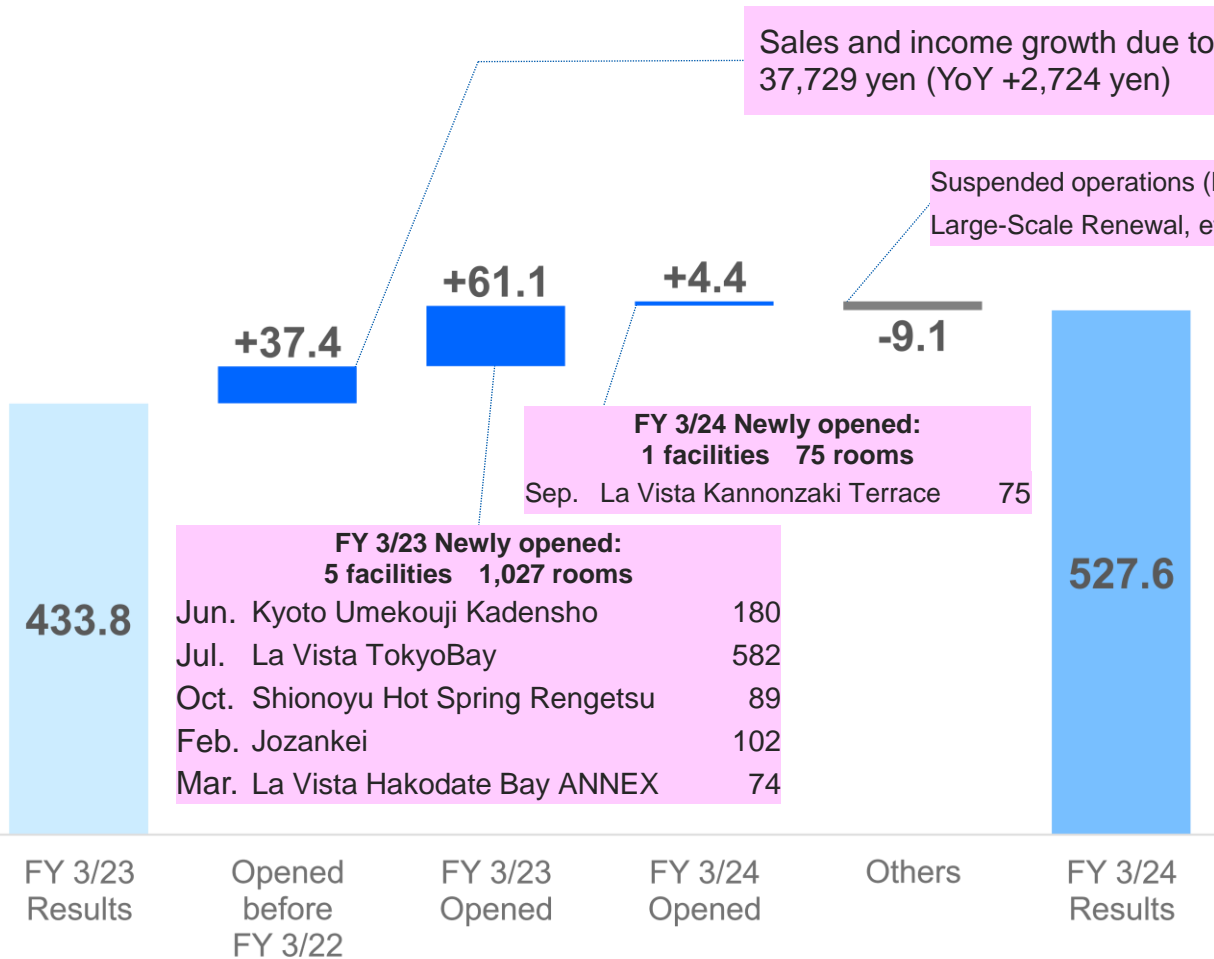 Sales and income growth due to
37,729 yen (YoY +2,724 yen)
Suspended operations (
Large-Scale Renewal, e
+37.4
+61.1
+4.4
-9.1
433.8
527.6
FY 3/24 Newly opened:
1 facilities 75 rooms
Sep. La Vista Kannonzaki Terrace 75
FY 3/23 Newly opened:
5 facilities 1,027 rooms
Jun. Kyoto Umekouji Kadensho 180
Jul. La Vista TokyoBay 582
Oct. Shionoyu Hot Spring Rengetsu 89
Feb. Jozankei 102
Mar. La Vista Hakodate Bay ANNEX 74
FY 3/23
Results
Opened
before
FY 3/22
FY 3/23
Opened
FY 3/24
Opened
Others
FY 3/24
Results